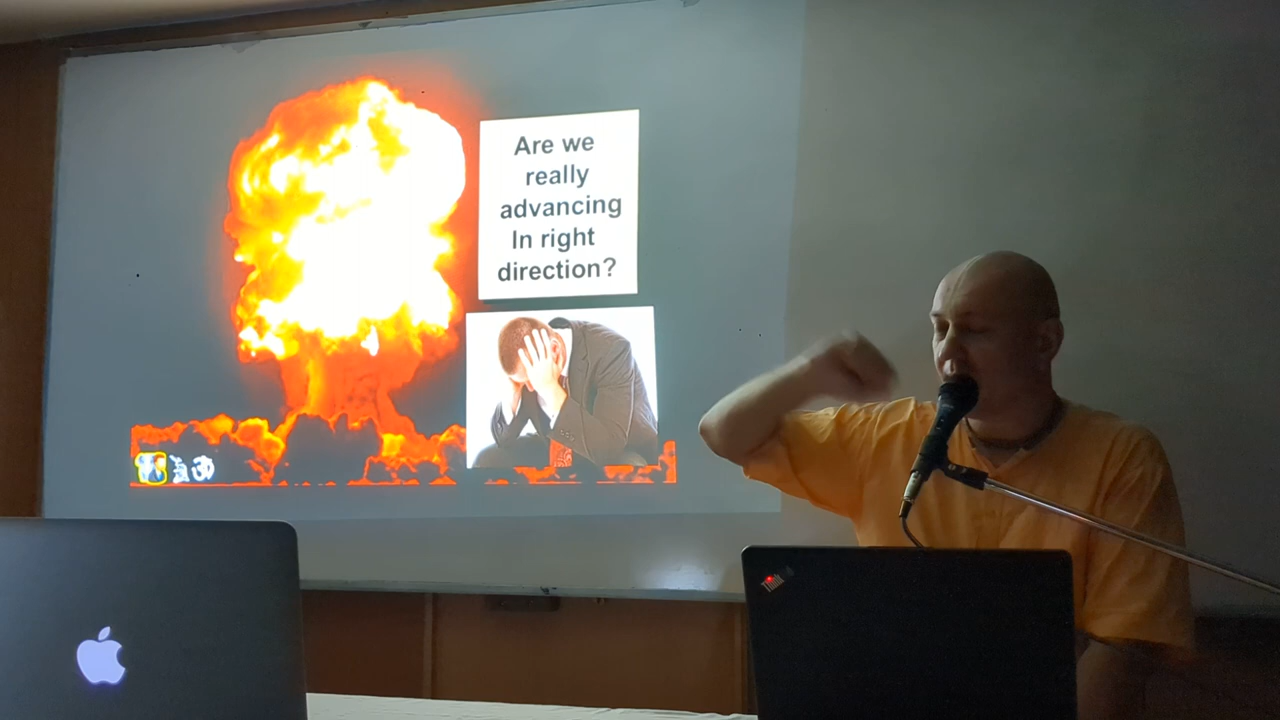 Are we
really
advancing
In right
direction?